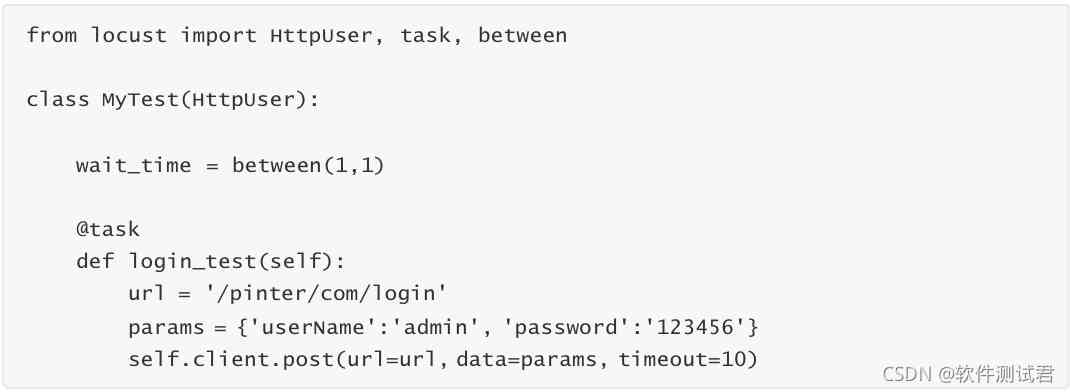 from locust import HttpUser, task, between
class MyTest(HttpUser):
    wait_time = between(1,1)
    @task
    def login_test(self):
        url = '/pinter/com/login'
        params = {'userName':'admin', 'password':'123456'}
        self.client.post(url=url, data=params, timeout=10)
CSDN @软件测试君